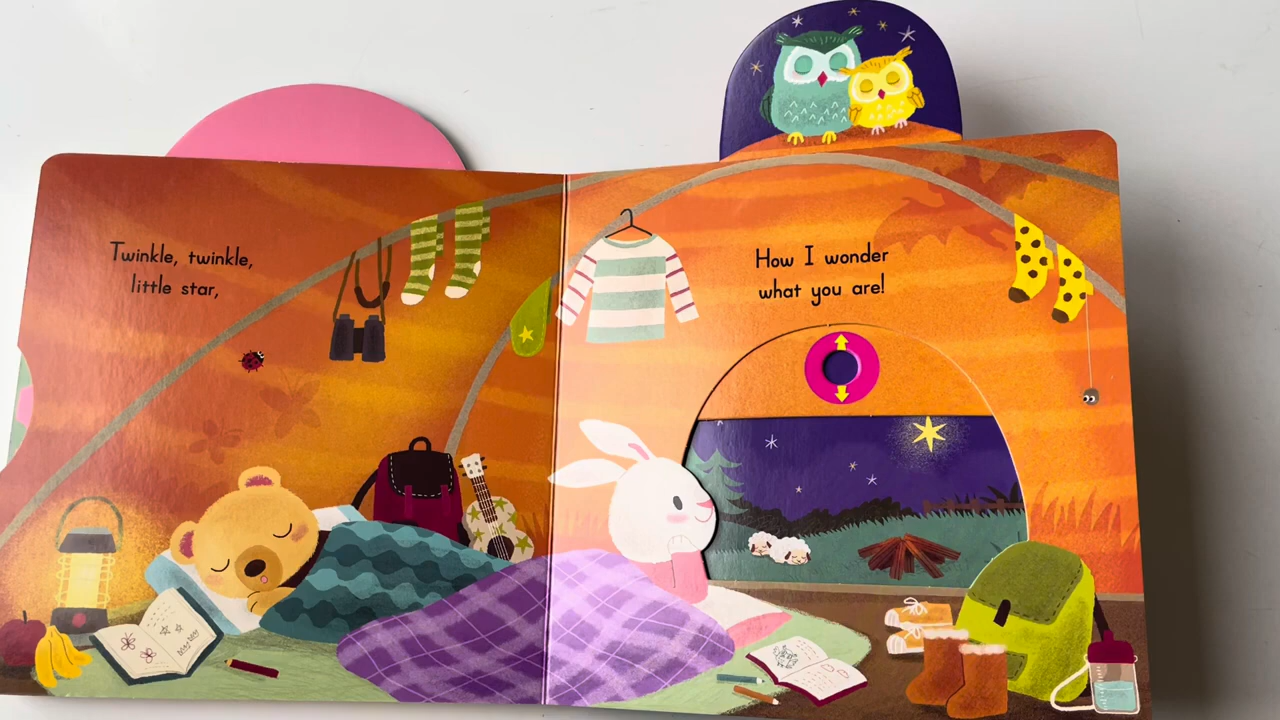 Twinkle, twinkle,
little star,
How I wonder
what you are!